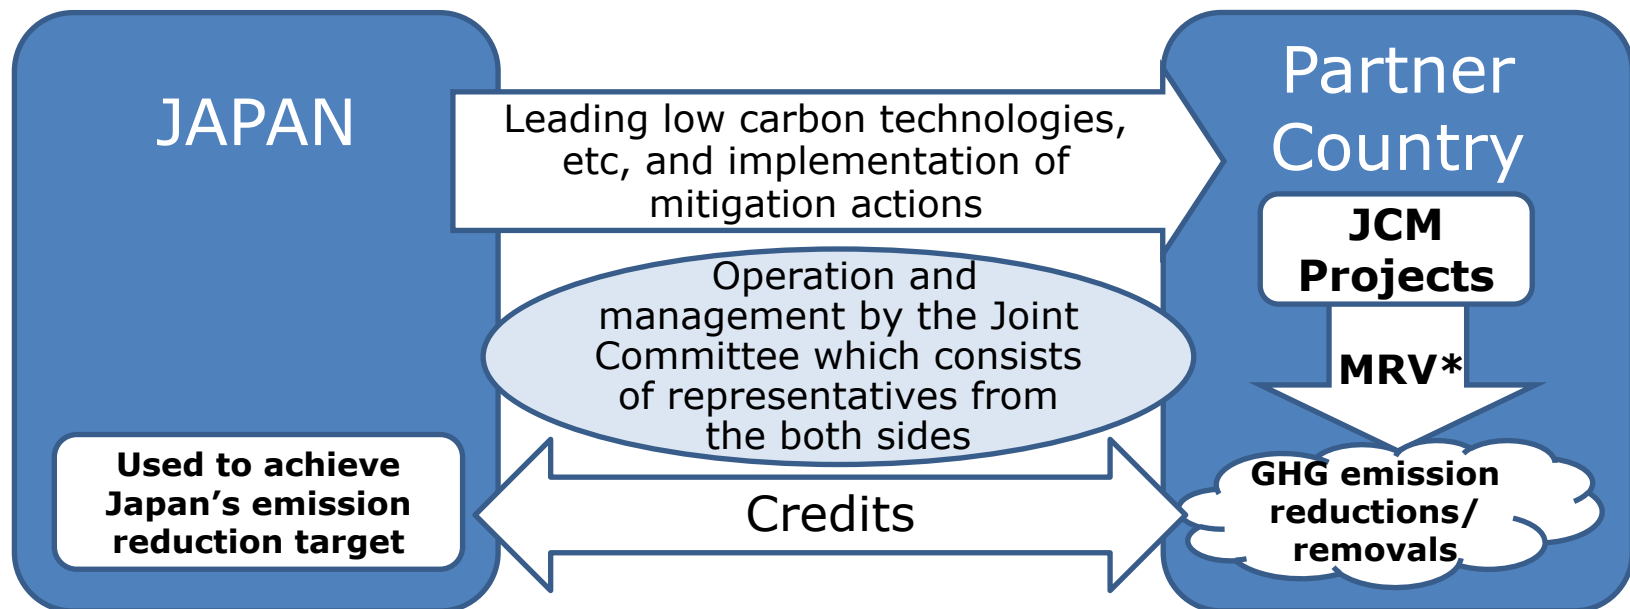 JAPAN
Leading low carbon technologies,
etc, and implementation of
mitigation actions
Partner
Country
JCM
Projects
Operation and
management by the Joint
Committee which consists
of representatives from
the both sides
MRV*
Used to achieve
Japan’s emission
reduction target
Credits
GHG emission
reductions/
removals